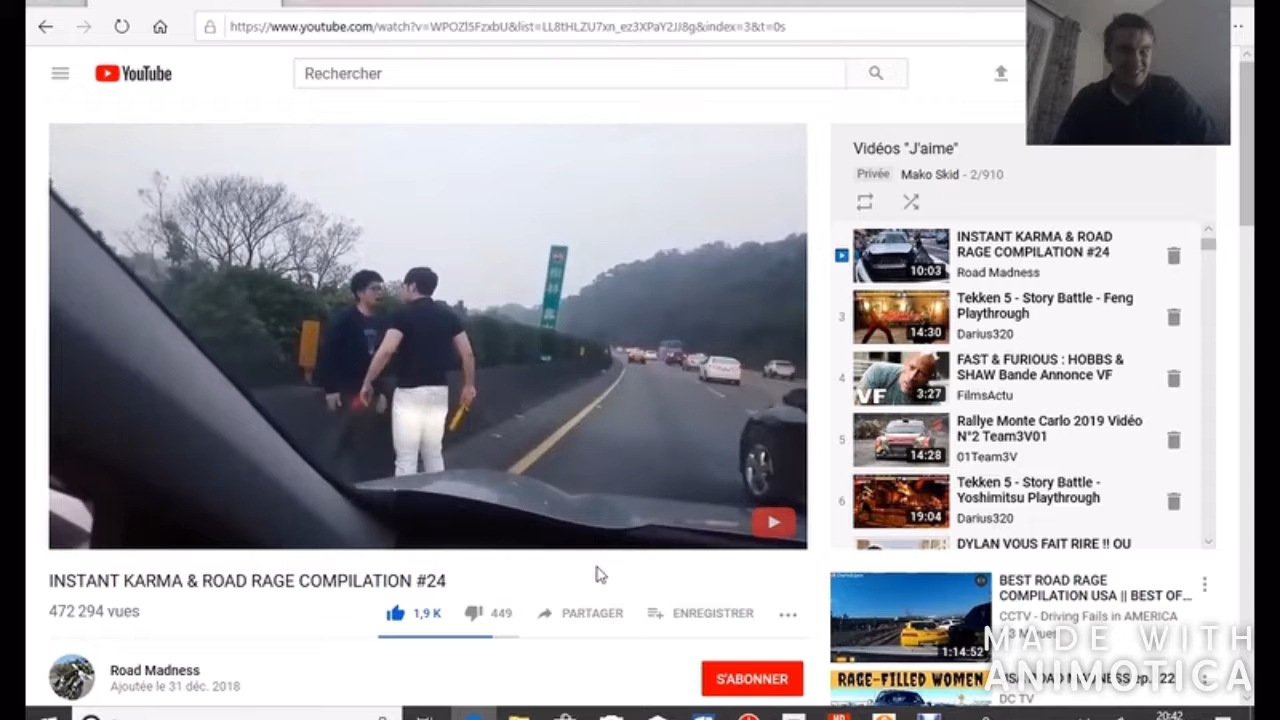 https://www.youtube.com/watch?v=WPOZl5FzxbU&list=LL8tHLZU7xn_ez3XPaY2JJ8g&index=3&t=0s
YouTube
Rechercher
Vidéos "J'aime"
Privée Mako Skid - 2/910
INSTANT KARMA & ROAD
RAGE COMPILATION #24
Road Madness
10:03
3
Tekken 5 - Story Battle - Feng
Playthrough
Darius320
14:30
4
FAST & FURIOUS : HOBBS &
SHAW Bande Annonce VF
FilmsActu
VF
3:27
5
Rallye Monte Carlo 2019 Vidéo
N°2 Team3V01
01Team3V
14:28
6
Tekken 5 - Story Battle -
Yoshimitsu Playthrough
Darius320
19:04
DYLAN VOUS FAIT RIRE !! OU
INSTANT KARMA & ROAD RAGE COMPILATION #24
472 294 vues
1,9 K
449
PARTAGER
ENREGISTRER
Road Madness
Ajoutée le 31 déc. 2018
S'ABONNER
BEST ROAD RAGE
COMPILATION USA || BEST OF...
CCTV - Driving Fails in AMERICA
1:14:52
RAGE-FILLED WOMEN
DC TV
MADE WITH
ANIMOTICA
20:42